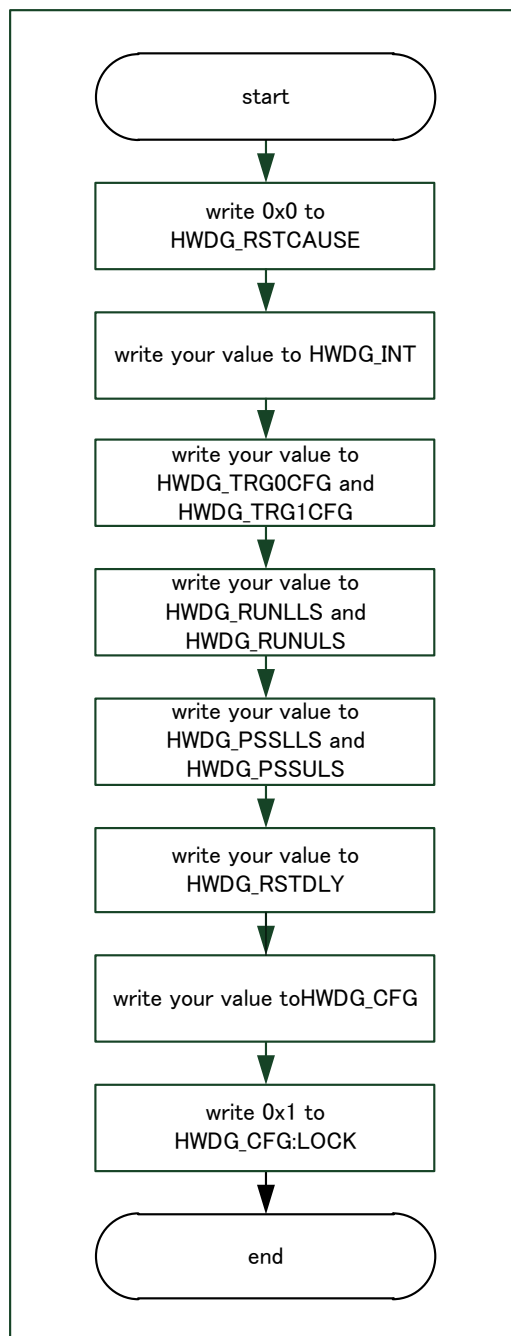 start
write 0x0 to
HWDG_RSTCAUSE
write your value to HWDG_INT
write your value to
HWDG_TRG0CFG and
HWDG_TRG1CFG
write your value to
HWDG_RUNLLS and
HWDG_RUNULS
write your value to
HWDG_PSSLLS and
HWDG_PSSULS
write your value to
HWDG_RSTDLY
write your value toHWDG_CFG
write 0x1 to
HWDG_CFG:LOCK
end